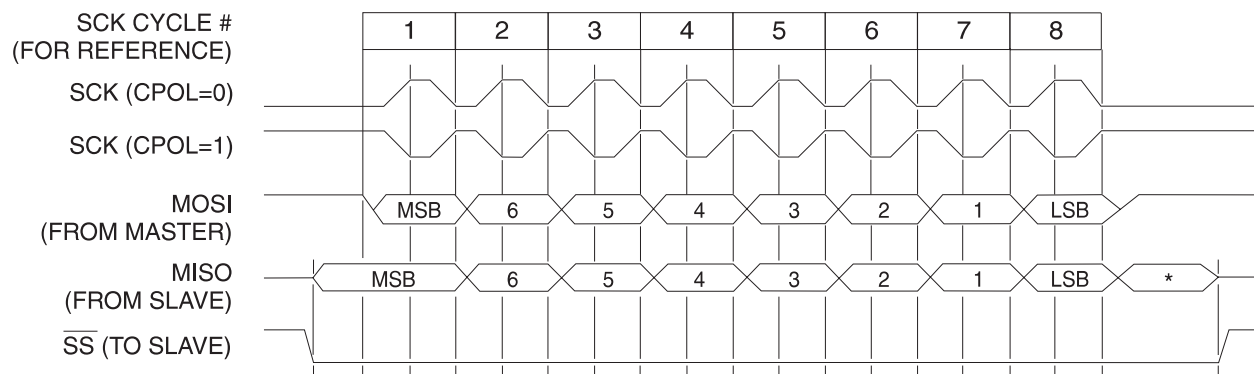 SCK CYCLE # 1 2 3 4 5 6 7 8
(FOR REFERENCE)
SCK (CPOL=0)
SCK (CPOL=1)
MOSI MSB 6 5 4 3 2 1 LSB
(FROM MASTER)
MISO MSB 6 5 4 3 2 1 LSB *
(FROM SLAVE)
SS (TO SLAVE)